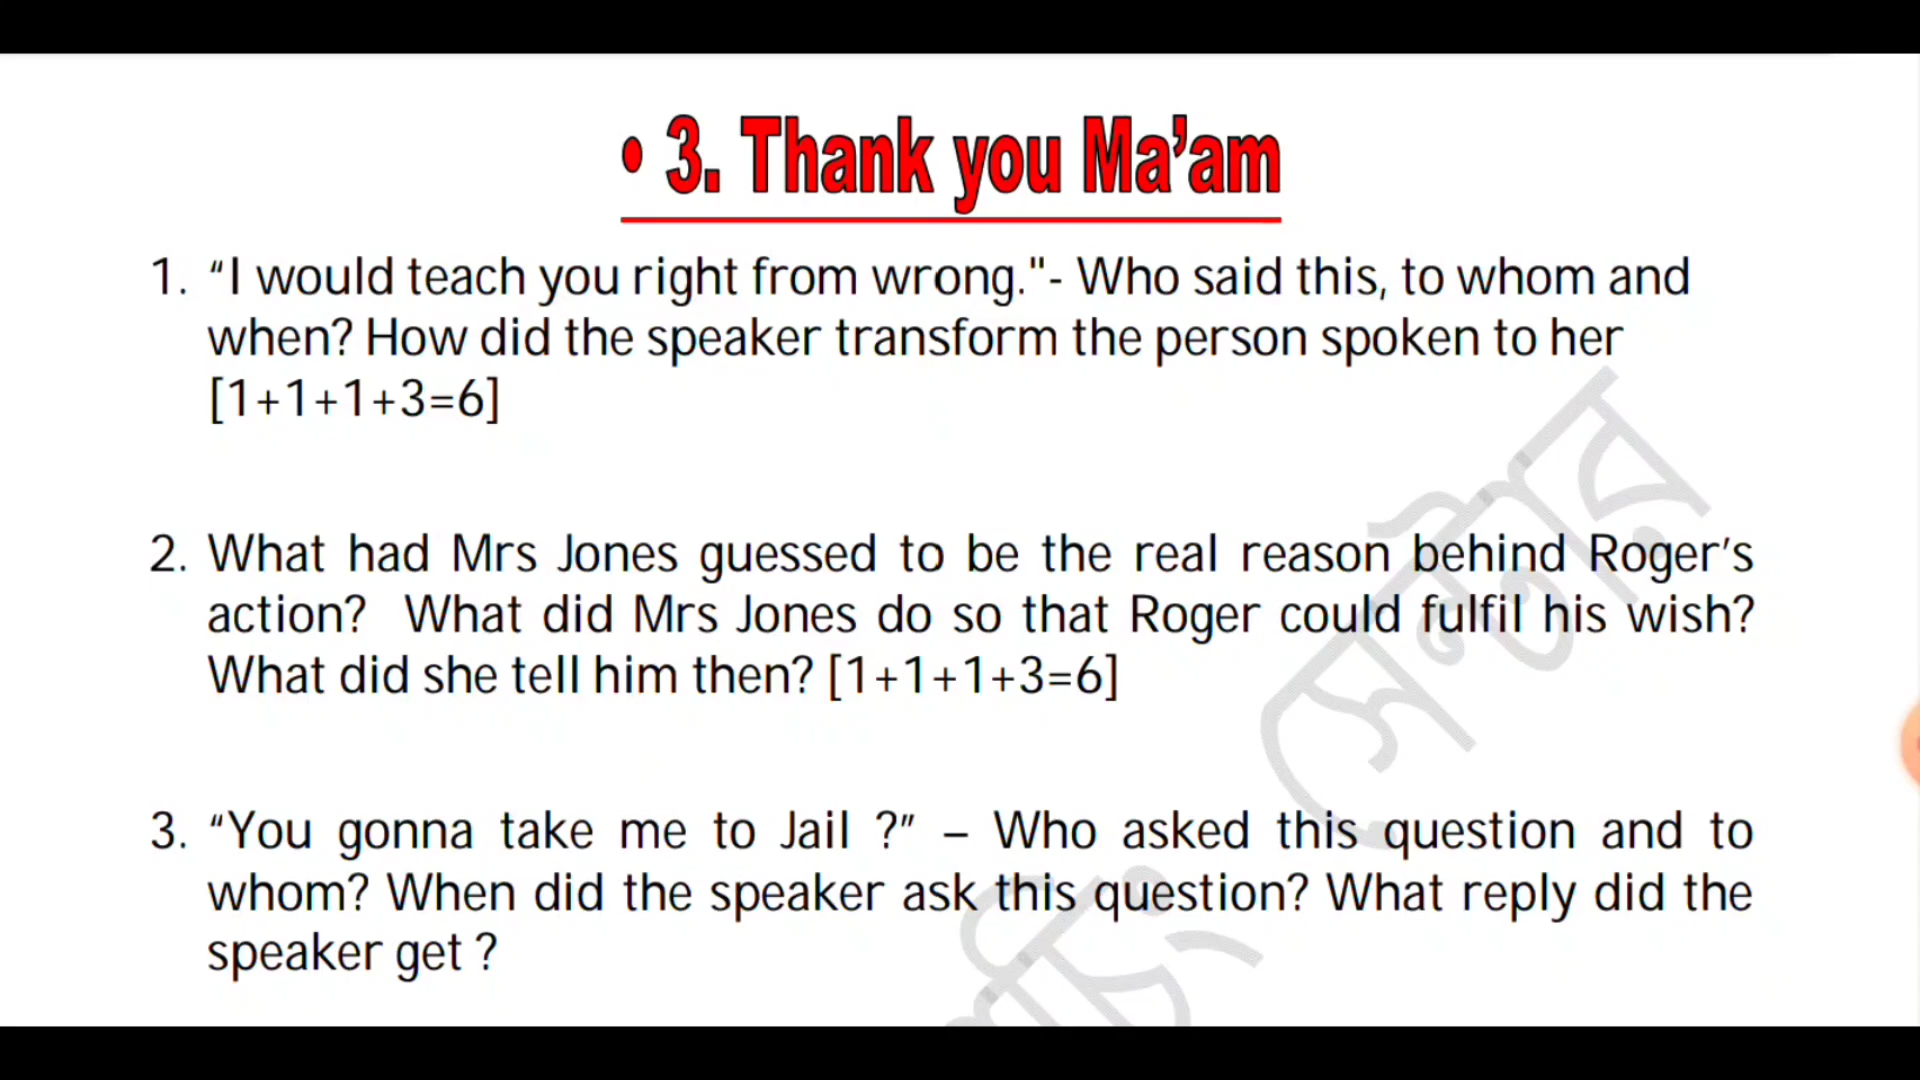 • 3. Thank you Ma’am
1. “I would teach you right from wrong."- Who said this, to whom and
when? How did the speaker transform the person spoken to her
[1+1+1+3=6]
2. What had Mrs Jones guessed to be the real reason behind Roger’s
action? What did Mrs Jones do so that Roger could fulfil his wish?
What did she tell him then? [1+1+1+3=6]
3. “You gonna take me to Jail ?” – Who asked this question and to
whom? When did the speaker ask this question? What reply did the
speaker get ?
সেন্টার